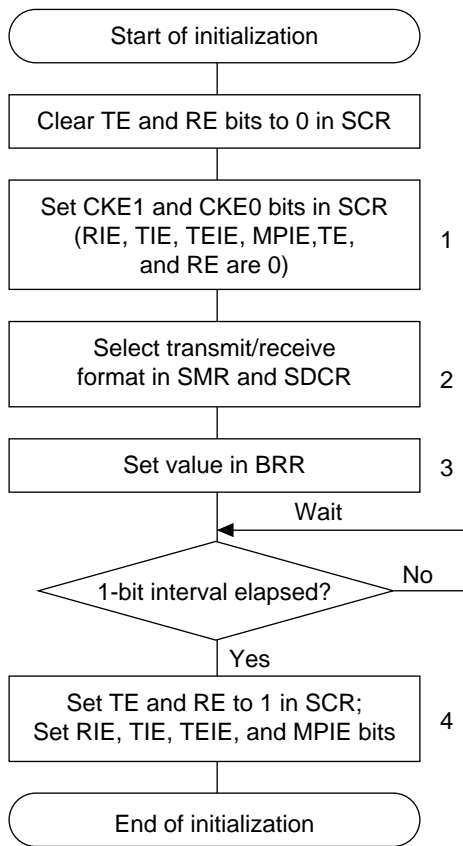 Start of initialization
Clear TE and RE bits to 0 in SCR
Set CKE1 and CKE0 bits in SCR
(RIE, TIE, TEIE, MPIE,TE,
and RE are 0)
1
Select transmit/receive
format in SMR and SDCR
2
Set value in BRR
3
Wait
1-bit interval elapsed?
No
Yes
Set TE and RE to 1 in SCR;
Set RIE, TIE, TEIE, and MPIE bits
4
End of initialization